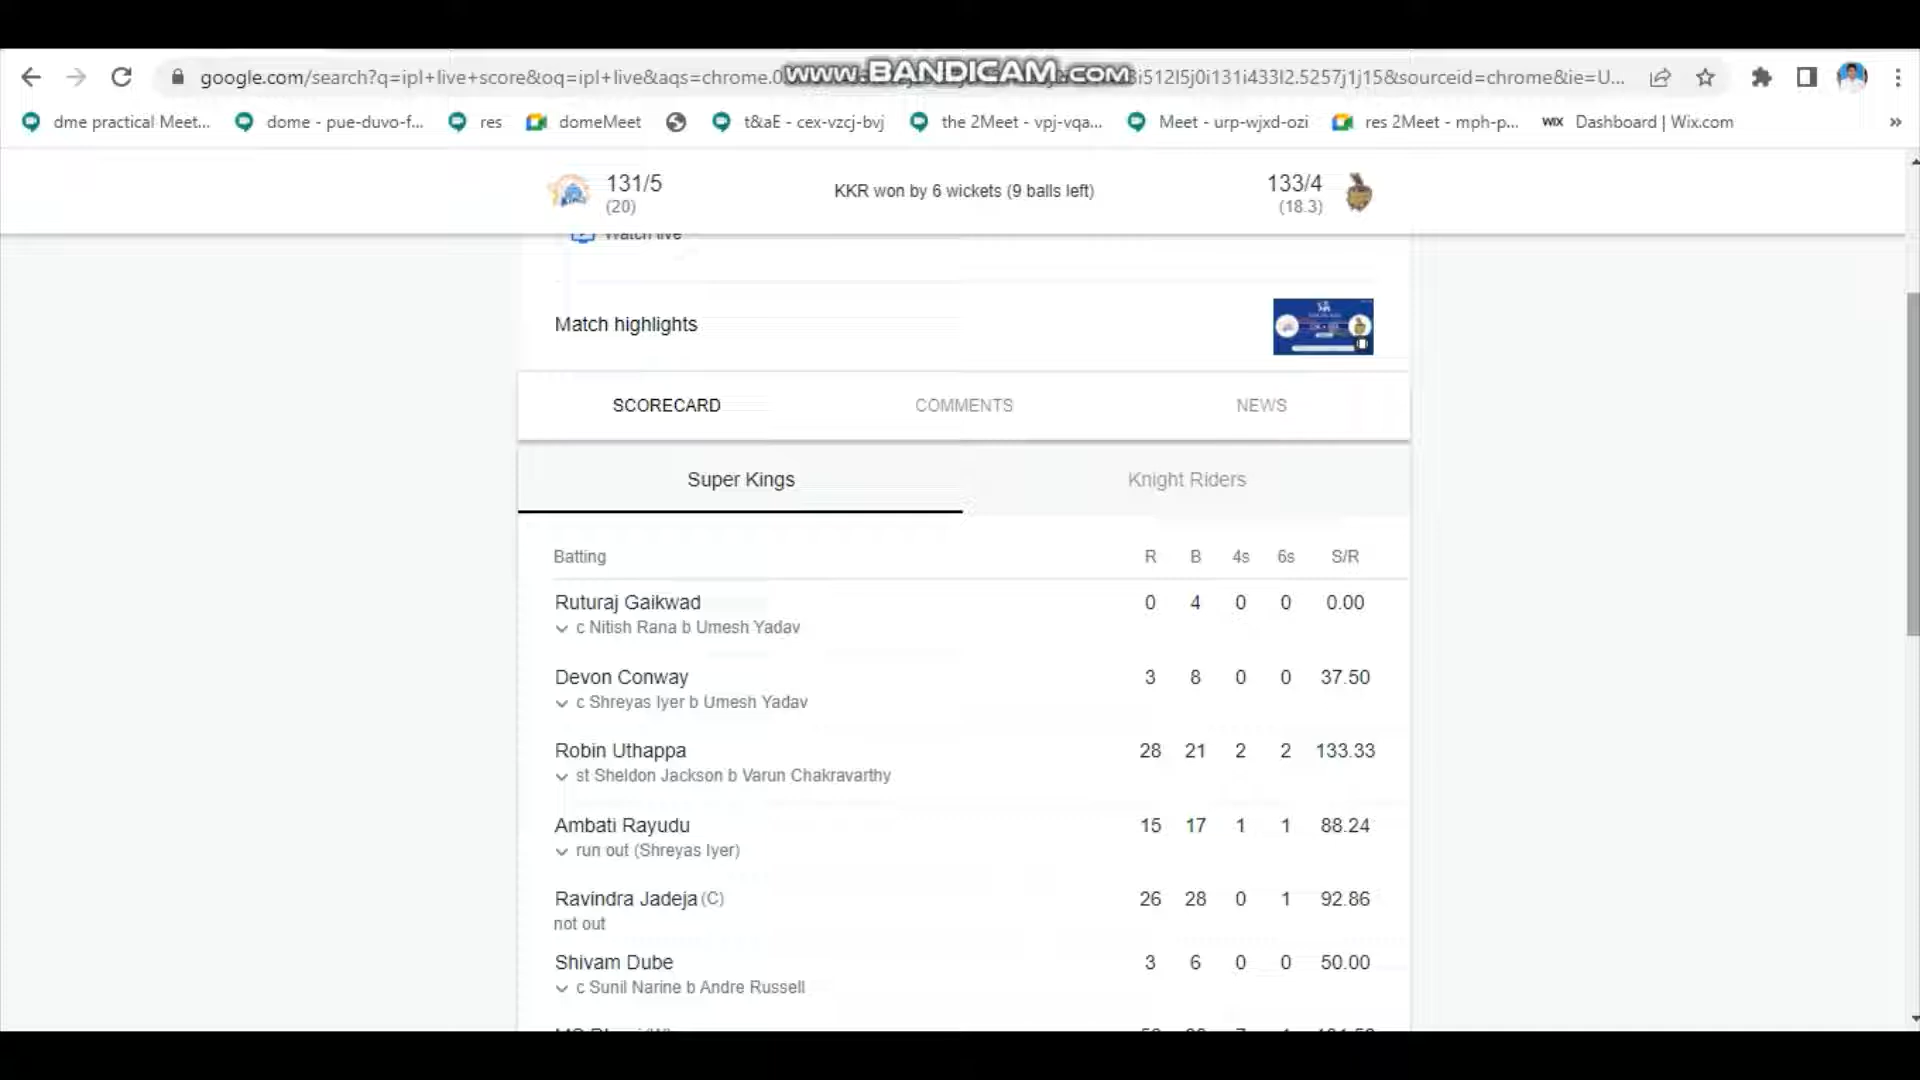 www.BANDICAM.com
google.com/search?q=ipl+live+score&oq=ipl+live&aqs=chrome.0 3i512l5j0i131i433l2.5257j1j15&sourceid=chrome&ie=U...
dme practical Meet... dome - pue-duvo-f... res domeMeet t&aE - cex-vzcj-bvj the 2Meet - vpj-vqa... Meet - urp-wjxd-ozi res 2Meet - mph-p... WIX Dashboard | Wix.com »
131/5 KKR won by 6 wickets (9 balls left) 133/4
(20) (18.3)
Watch live
Match highlights
SCORECARD COMMENTS NEWS
Super Kings Knight Riders
Batting R B 4s 6s S/R
Ruturaj Gaikwad 0 4 0 0 0.00
c Nitish Rana b Umesh Yadav
Devon Conway 3 8 0 0 37.50
c Shreyas Iyer b Umesh Yadav
Robin Uthappa 28 21 2 2 133.33
st Sheldon Jackson b Varun Chakravarthy
Ambati Rayudu 15 17 1 1 88.24
run out (Shreyas Iyer)
Ravindra Jadeja (C) 26 28 0 1 92.86
not out
Shivam Dube 3 6 0 0 50.00
c Sunil Narine b Andre Russell